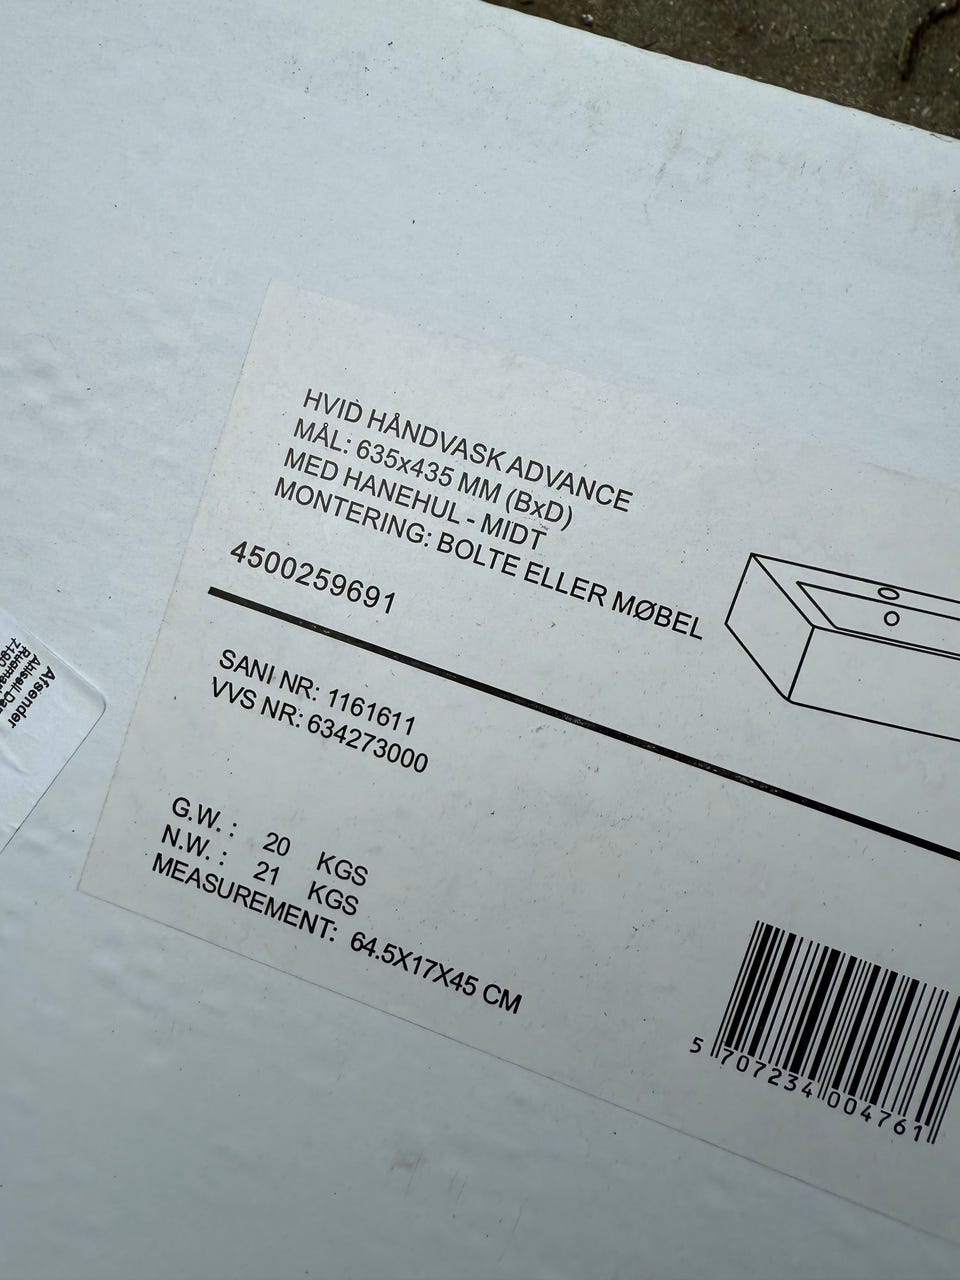 HVID HÅNDVASK ADVANCE
MÅL: 635x435 MM (BxD)
MED HANEHUL - MIDT
MONTERING: BOLTE ELLER MØBEL
4500259691
SANI NR: 1161611
VVS NR: 634273000
G.W. : 20 KGS
N.W. : 21 KGS
MEASUREMENT: 64.5X17X45 CM
5 707234 004761
Afsender